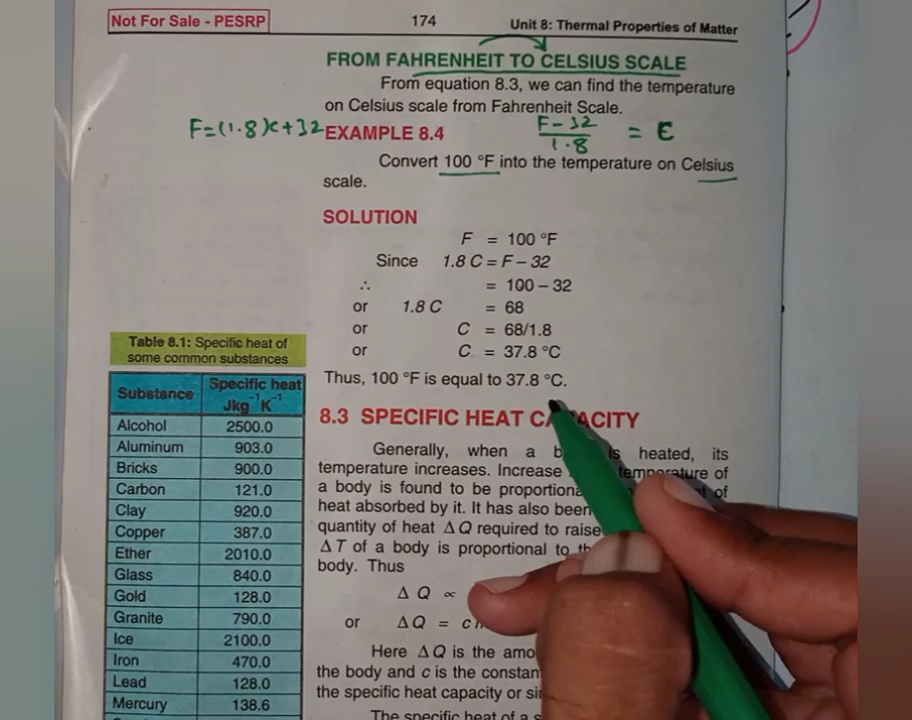 Not For Sale - PESRP
174
Unit 8: Thermal Properties of Matter
FROM FAHRENHEIT TO CELSIUS SCALE
From equation 8.3, we can find the temperature
on Celsius scale from Fahrenheit Scale.
F=(1.8)C+32
EXAMPLE 8.4
F-32
1.8
= C
Convert 100 °F into the temperature on Celsius
scale.
SOLUTION
F = 100 °F
Since 1.8 C = F – 32
∴ = 100 – 32
or 1.8 C = 68
or C = 68/1.8
or C = 37.8 °C
Thus, 100 °F is equal to 37.8 °C.
Table 8.1: Specific heat of
some common substances
Substance Specific heat
Jkg⁻¹K⁻¹
Alcohol 2500.0
Aluminum 903.0
Bricks 900.0
Carbon 121.0
Clay 920.0
Copper 387.0
Ether 2010.0
Glass 840.0
Gold 128.0
Granite 790.0
Ice 2100.0
Iron 470.0
Lead 128.0
Mercury 138.6
8.3 SPECIFIC HEAT CAPACITY
Generally, when a heated, its
temperature increases. Increase temperature of
a body is found to be of
heat absorbed by it. It has also been
quantity of heat ΔQ required to raise
ΔT of a body is proportional to
body. Thus
ΔQ ∝
or ΔQ = c
Here ΔQ is the
the body and c is the
the specific heat capacity or
The specific heat of a